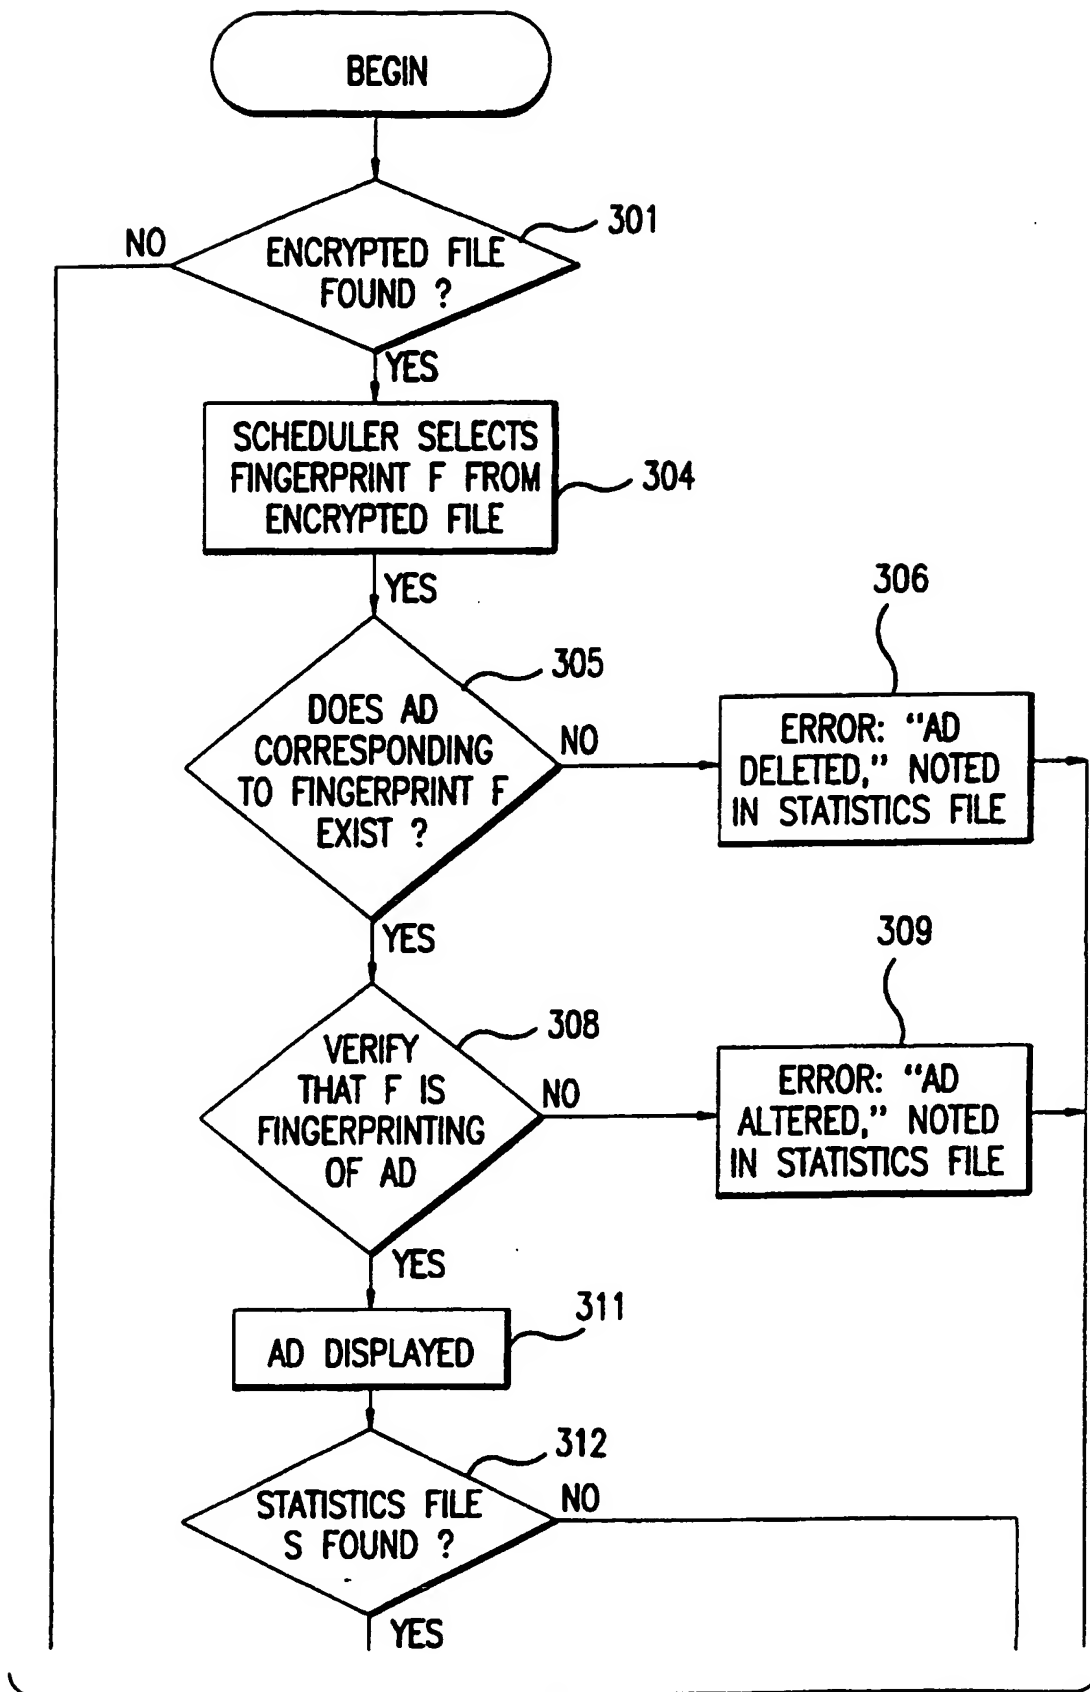 BEGIN
301
NO
ENCRYPTED FILE
FOUND ?
YES
SCHEDULER SELECTS
FINGERPRINT F FROM
ENCRYPTED FILE
304
YES
306
305
DOES AD
CORRESPONDING
TO FINGERPRINT F
EXIST ?
NO
ERROR: “AD
DELETED,” NOTED
IN STATISTICS FILE
YES
309
308
VERIFY
THAT F IS
FINGERPRINTING
OF AD
NO
ERROR: “AD
ALTERED,” NOTED
IN STATISTICS FILE
YES
311
AD DISPLAYED
312
STATISTICS FILE
S FOUND ?
NO
YES